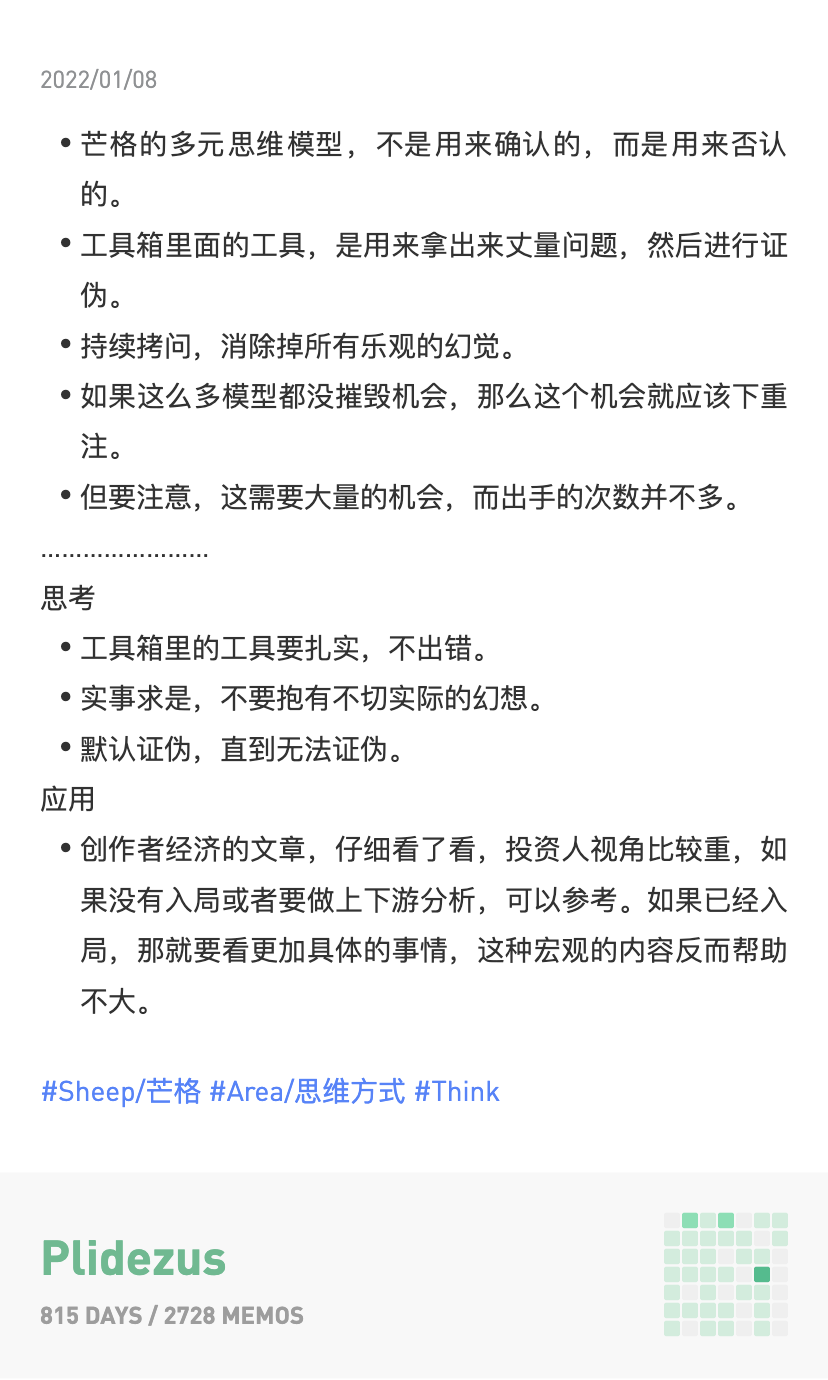 2022/01/08
• 芒格的多元思维模型，不是用来确认的，而是用来否认
的。
• 工具箱里面的工具，是用来拿出来丈量问题，然后进行证
伪。
• 持续拷问，消除掉所有乐观的幻觉。
• 如果这么多模型都没摧毁机会，那么这个机会就应该下重
注。
• 但要注意，这需要大量的机会，而出手的次数并不多。
……………………
思考
• 工具箱里的工具要扎实，不出错。
• 实事求是，不要抱有不切实际的幻想。
• 默认证伪，直到无法证伪。
应用
• 创作者经济的文章，仔细看了看，投资人视角比较重，如
果没有入局或者要做上下游分析，可以参考。如果已经入
局，那就要看更加具体的事情，这种宏观的内容反而帮助
不大。
#Sheep/芒格 #Area/思维方式 #Think
Plidezus
815 DAYS / 2728 MEMOS